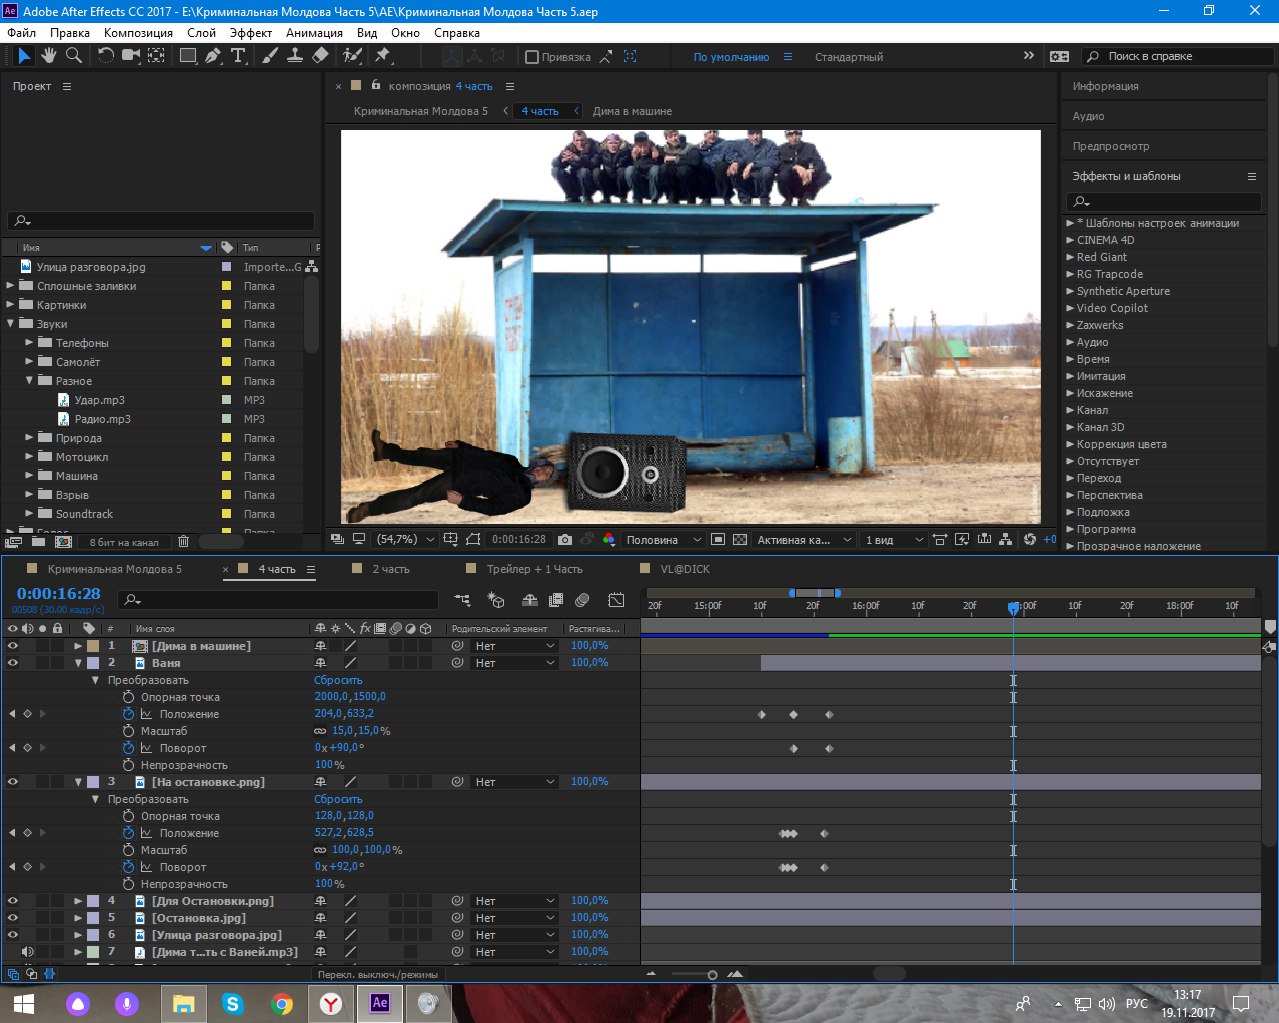 Adobe After Effects CC 2017 - E:\Криминальная Молдова Часть 5\AE\Криминальная Молдова Часть 5.aep
Файл Правка Композиция Слой Эффект Анимация Вид Окно Справка
Привязка По умолчанию Стандартный Поиск в справке
Проект
композиция 4 часть
Криминальная Молдова 5 4 часть Дима в машине
Имя Тип
Улица разговора.jpg Importe...G
Сплошные заливки Папка
Картинки Папка
Звуки Папка
Телефоны Папка
Самолёт Папка
Разное Папка
Удар.mp3 MP3
Радио.mp3 MP3
Природа Папка
Мотоцикл Папка
Машина Папка
Взрыв Папка
Soundtrack Папка
8 бит на канал
(54,7%) 0:00:16:28 Половина Активная ка... 1 вид +0
Информация
Аудио
Предпросмотр
Эффекты и шаблоны
* Шаблоны настроек анимации
CINEMA 4D
Red Giant
RG Trapcode
Synthetic Aperture
Video Copilot
Zaxwerks
Аудио
Время
Имитация
Искажение
Канал
Канал 3D
Коррекция цвета
Отсутствует
Переход
Перспектива
Подложка
Программа
Прозрачное наложение
Криминальная Молдова 5 4 часть 2 часть Трейлер + 1 Часть VL@DICK
0:00:16:28
00508 (30.00 кадр/с)
20f 15:00f 10f 20f 16:00f 10f 20f 17:00f 10f 20f 18:00f 10f
# Имя слоя Родительский элемент Растягива...
1 [Дима в машине] Нет 100,0%
2 Ваня Нет 100,0%
Преобразовать Сбросить
Опорная точка 2000,0,1500,0
Положение 204,0,633,2
Масштаб 15,0,15,0%
Поворот 0x+90,0°
Непрозрачность 100%
3 [На остановке.png] Нет 100,0%
Преобразовать Сбросить
Опорная точка 128,0,128,0
Положение 527,2,628,5
Масштаб 100,0,100,0%
Поворот 0x+92,0°
Непрозрачность 100%
4 [Для Остановки.png] Нет 100,0%
5 [Остановка.jpg] Нет 100,0%
6 [Улица разговора.jpg] Нет 100,0%
7 [Дима т...ть с Ваней.mp3] Нет 100,0%
Перекл. выключ./режимы
РУС
13:17
19.11.2017